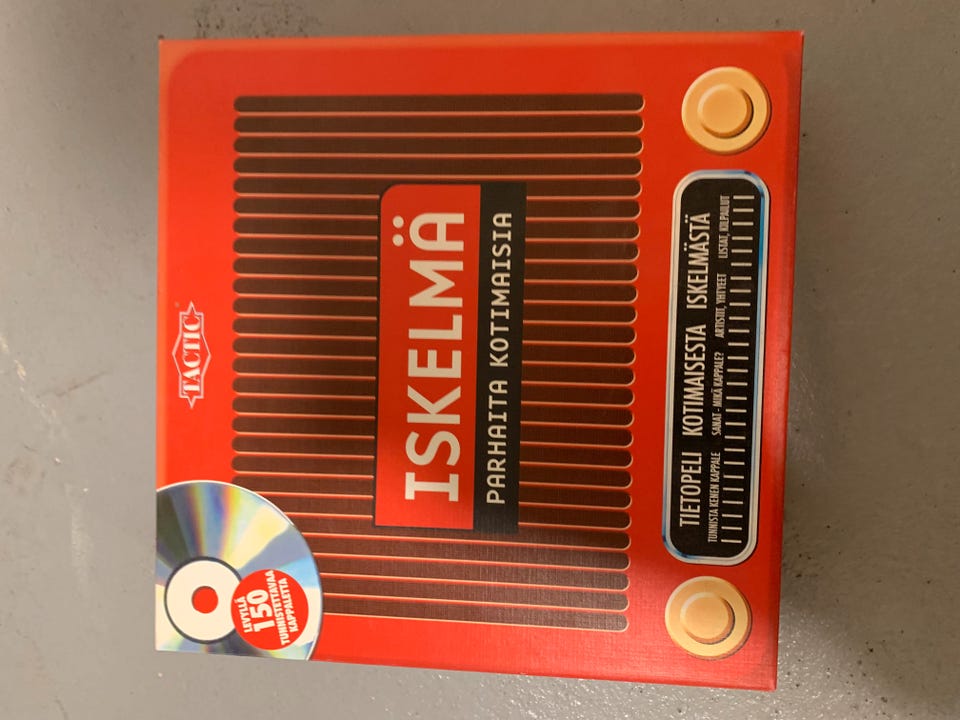 TACTIC
LEVYLLÄ
150
TUNNISTETTAVAA
KAPPALETTA
ISKELMÄ
PARHAITA KOTIMAISIA
TIETOPELI KOTIMAISESTA ISKELMÄSTÄ
TUNNISTA KENEN KAPPALE SANAT - MIKÄ KAPPALE? ARTISTIT, YHTYEET LISTAT, KILPAILUT